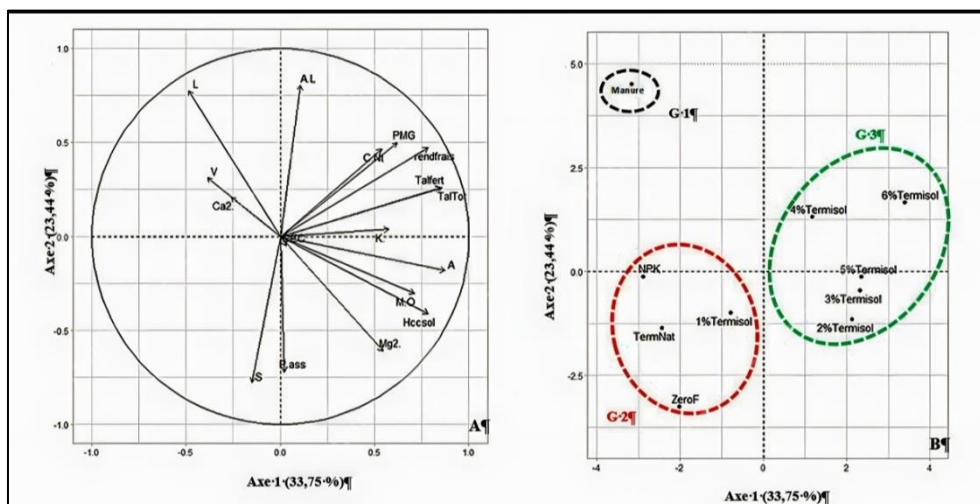 1.0
0.5
0.0
-0.5
-1.0
Axe·2·(23,44·%)¶
L
A.L
PMG
C.Nt
rendfrais
Talfert
TalTot
V
Ca2.
K.
A
M.O
Hccsol
Mg2.
P.ass
S
A¶
-1.0
-0.5
0.0
0.5
1.0
Axe·1·(33,75·%)¶
5.0
2.5
0.0
-2.5
Axe·2·(23,44%)¶
Manure
G·1¶
G·3¶
6%Termisol
4%Termisol
NPK
5%Termisol
3%Termisol
1%Termisol
2%Termisol
TermNat
ZeroF
G·2¶
B¶
-4
-2
0
2
4
Axe·1·(33,75·%)¶